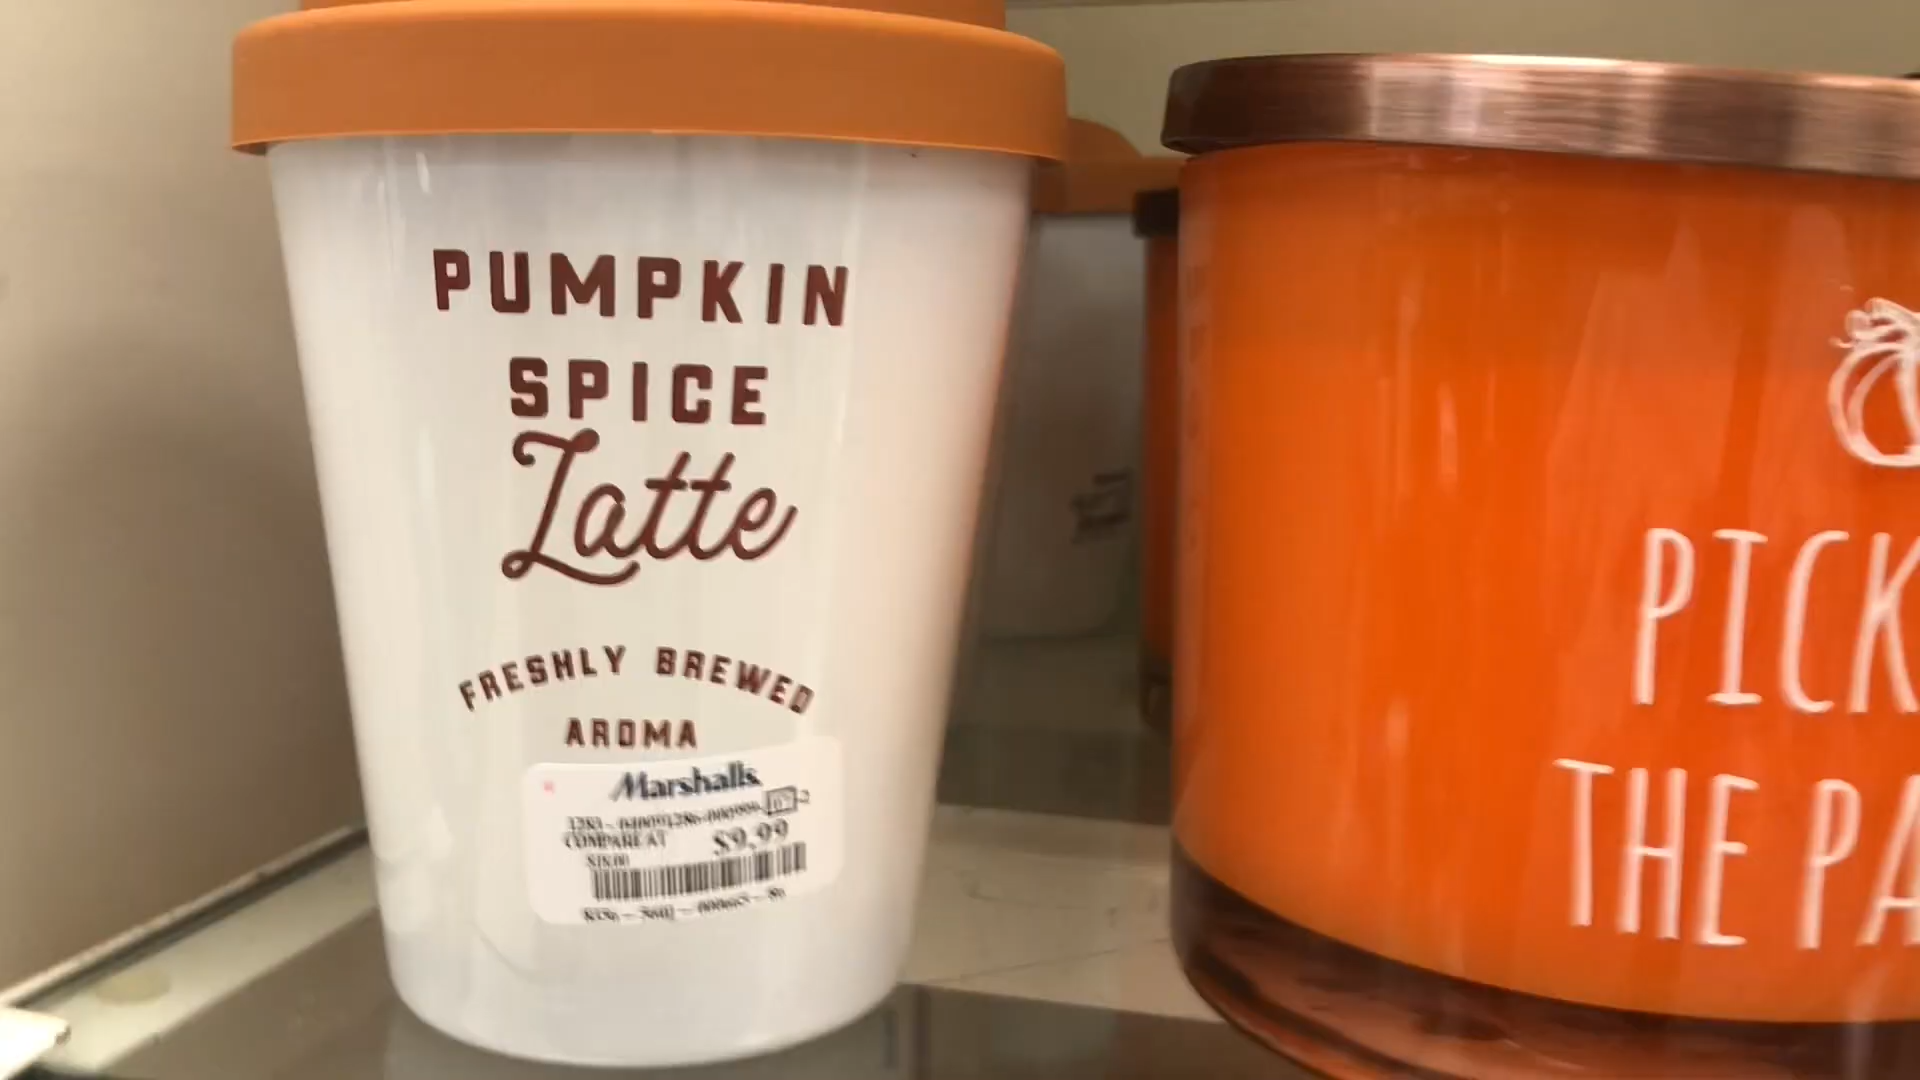 PUMPKIN
SPICE
Latte
FRESHLY BREWED
AROMA
Marshalls
COMPARE AT
$9.99
PICK
THE PA